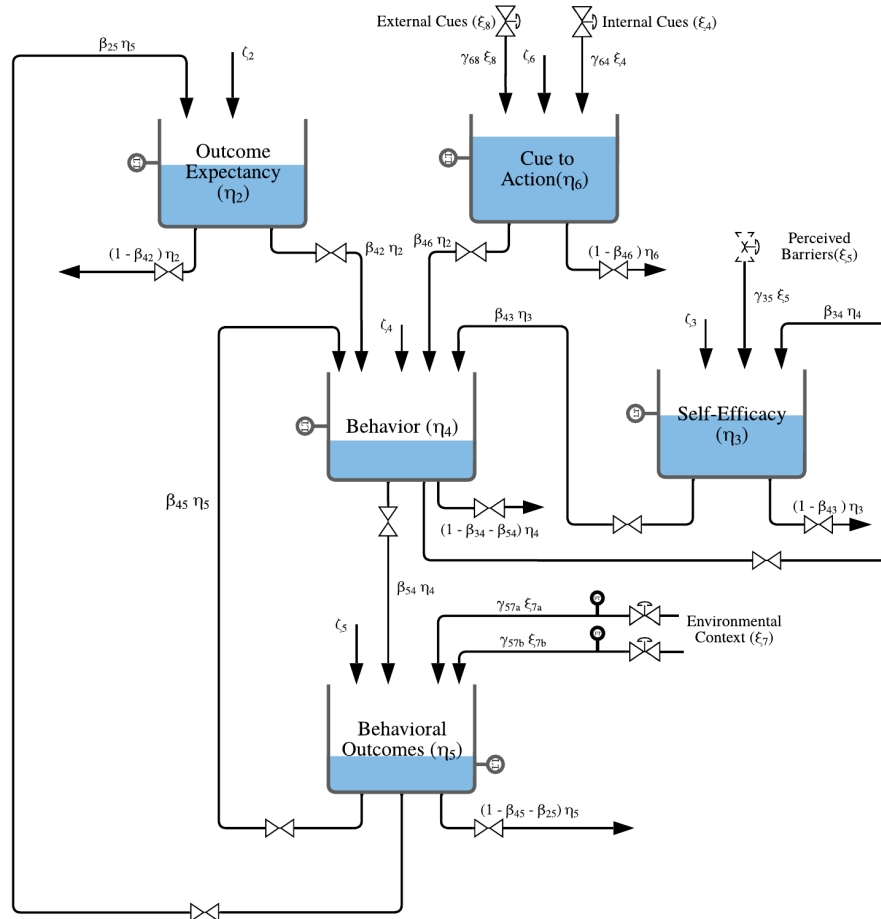 External Cues (ξ8)
Internal Cues (ξ4)
β25 η5
ζ2
γ68 ξ8
ζ6
γ64 ξ4
Outcome
Expectancy
(η2)
Cue to
Action(η6)
Perceived
Barriers(ξ5)
(1 - β42 ) η2
β42 η2
β46 η2
(1 - β46 ) η6
γ35 ξ5
ζ4
β43 η3
ζ3
β34 η4
Behavior (η4)
Self-Efficacy
(η3)
β45 η5
(1 - β34 - β54) η4
(1 - β43 ) η3
β54 η4
ζ5
γ57a ξ7a
γ57b ξ7b
Environmental
Context (ξ7)
Behavioral
Outcomes (η5)
(1 - β45 - β25) η5